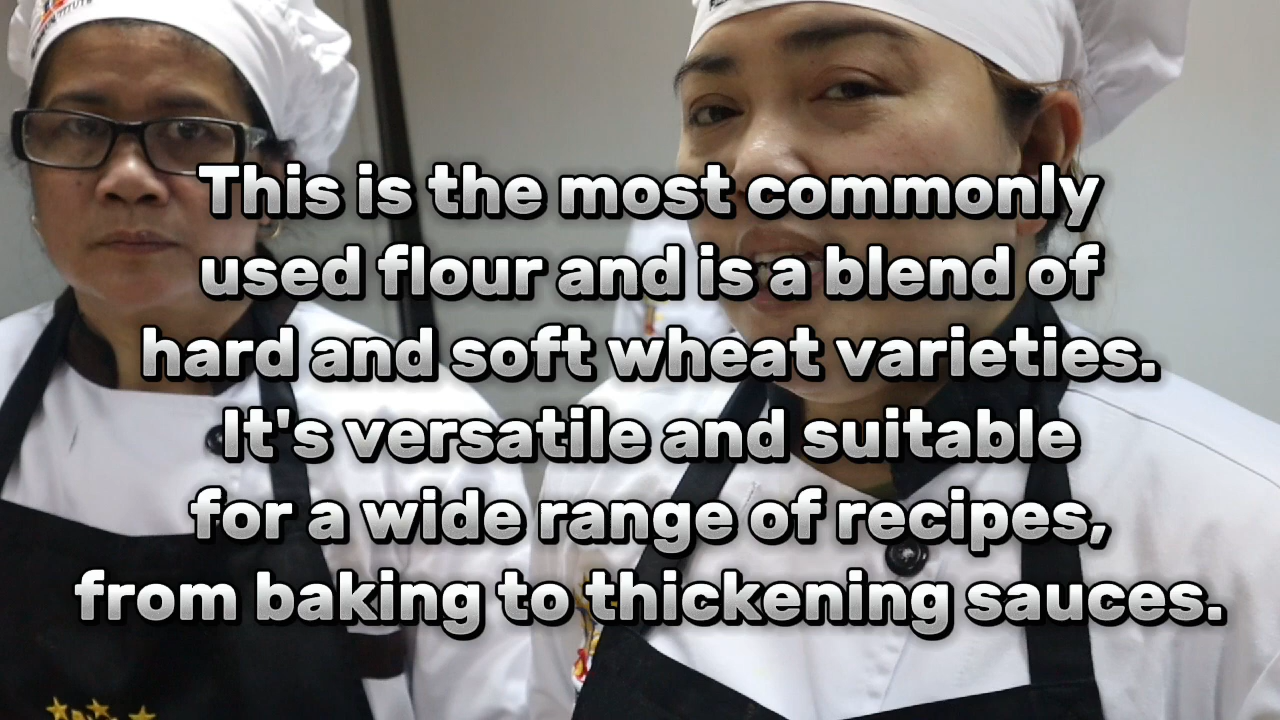 This is the most commonly
used flour and is a blend of
hard and soft wheat varieties.
It's versatile and suitable
for a wide range of recipes,
from baking to thickening sauces.